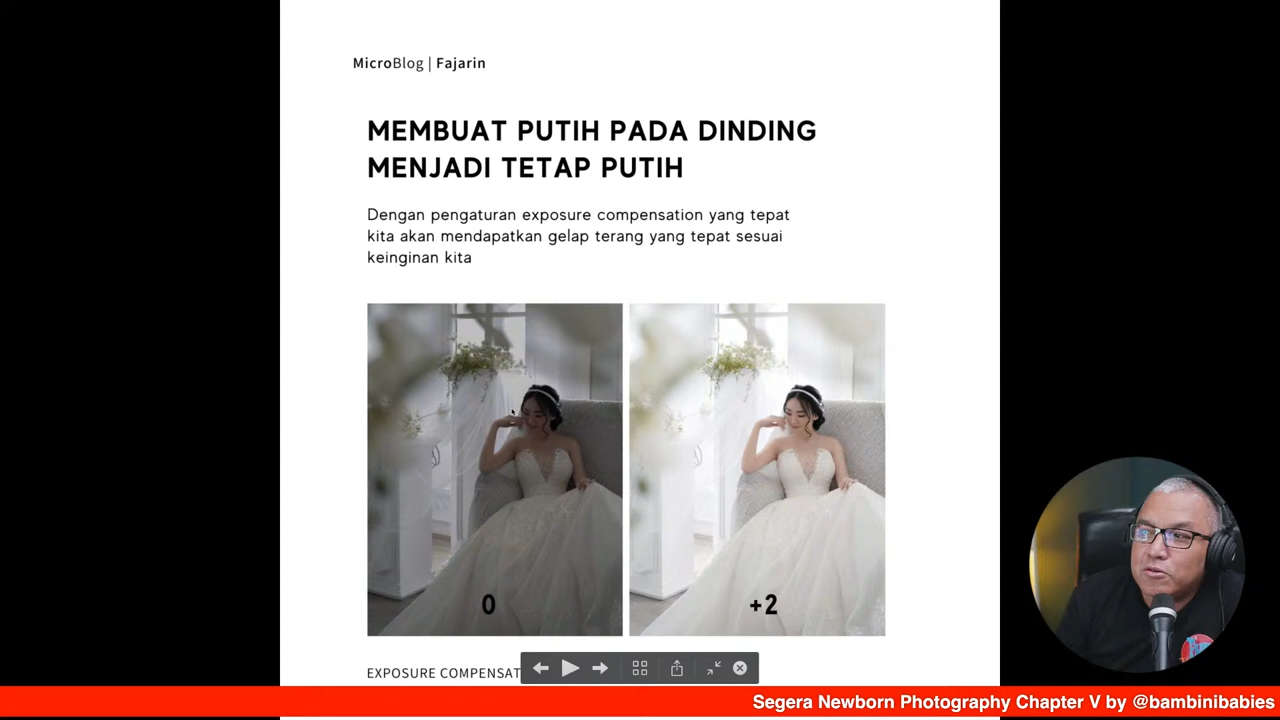 MicroBlog | Fajarin
MEMBUAT PUTIH PADA DINDING
MENJADI TETAP PUTIH
Dengan pengaturan exposure compensation yang tepat
kita akan mendapatkan gelap terang yang tepat sesuai
keinginan kita
0
+2
EXPOSURE COMPENSAT
Segera Newborn Photography Chapter V by @bambinibabies